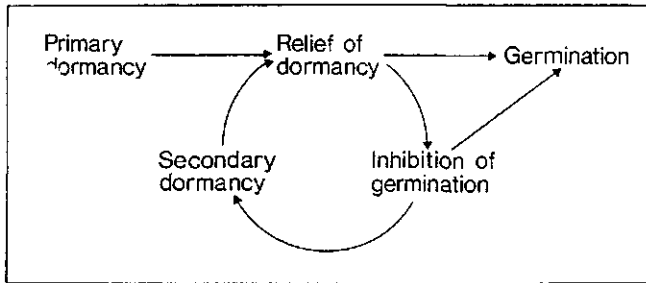 Primary
dormancy
Relief of
dormancy
Germination
Secondary
dormancy
Inhibition of
germination